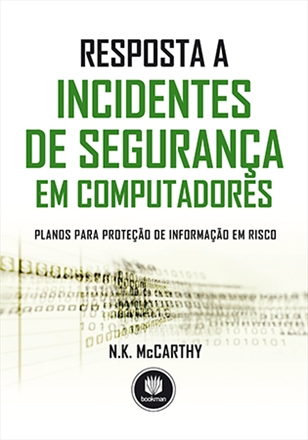 RESPOSTA A
INCIDENTES
DE SEGURANÇA
EM COMPUTADORES
PLANOS PARA PROTEÇÃO DE INFORMAÇÃO EM RISCO
N.K. McCARTHY
bookman